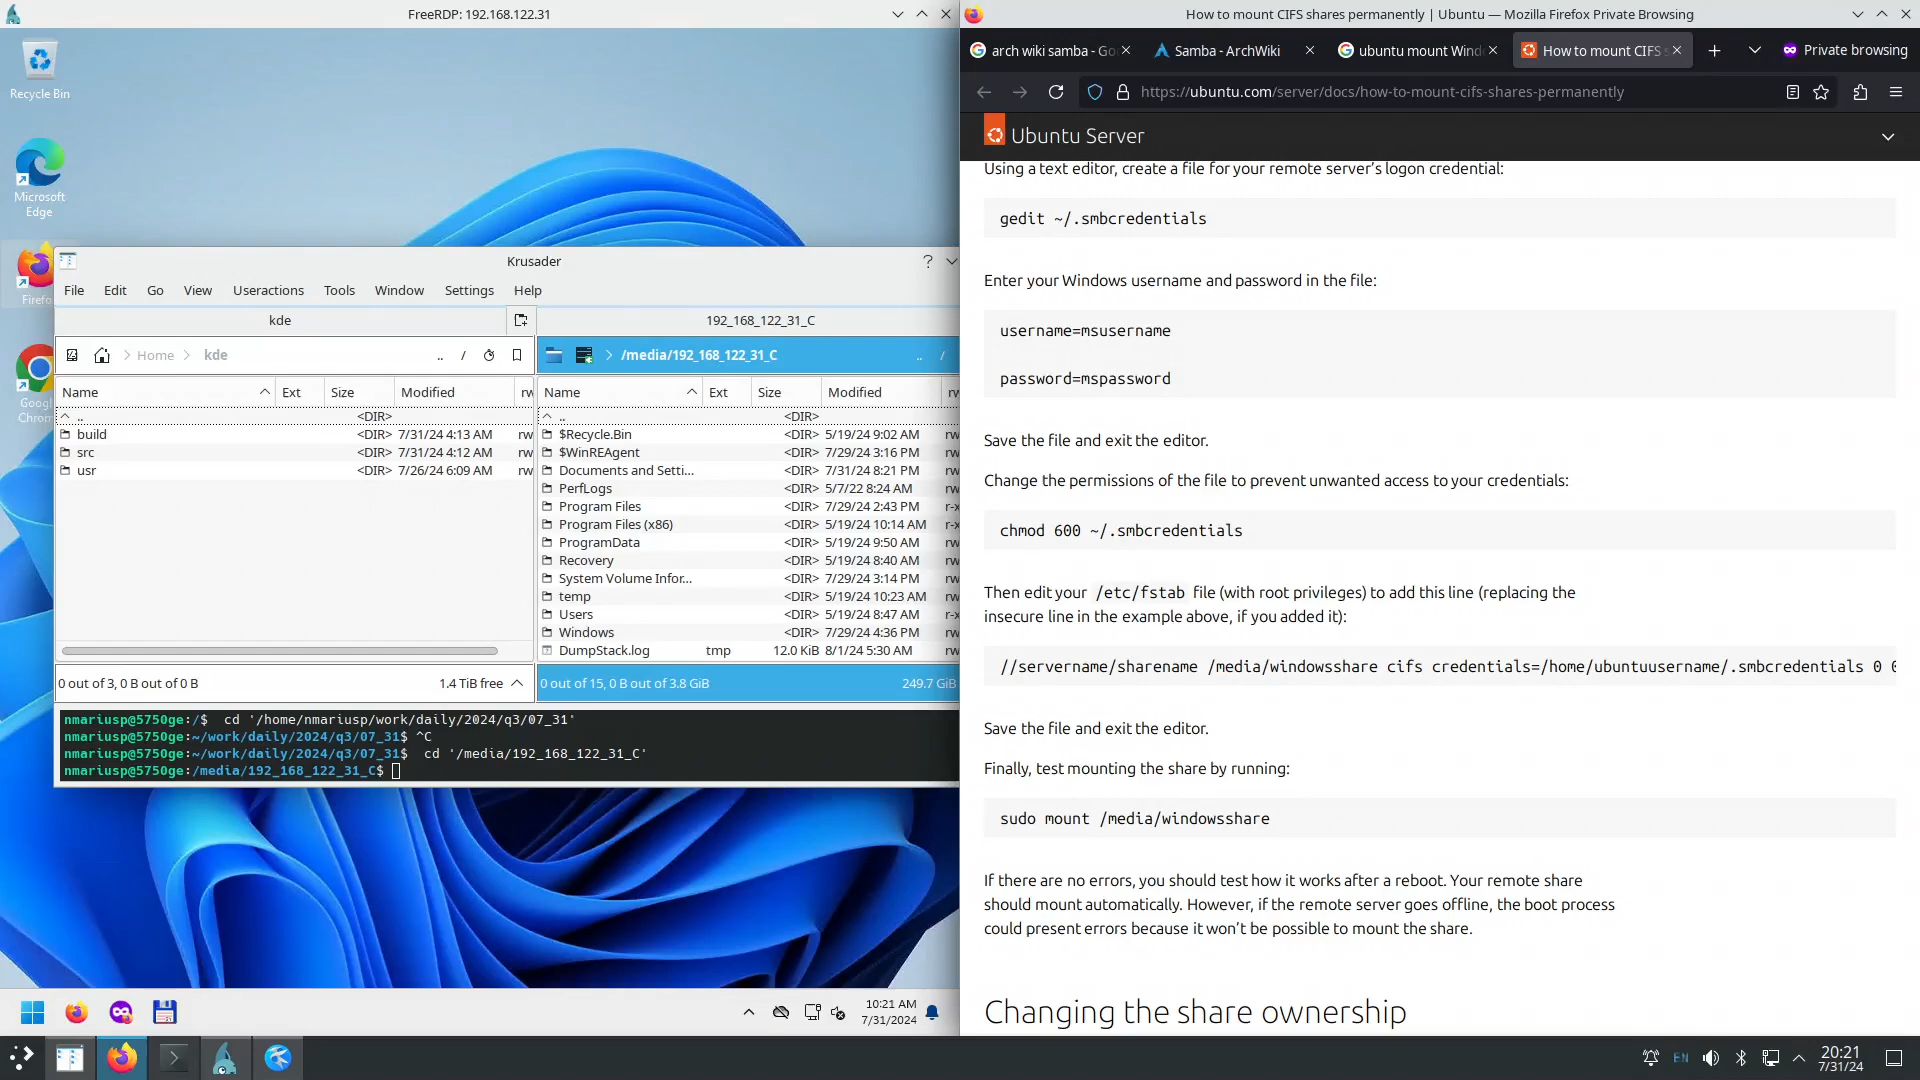 FreeRDP: 192.168.122.31
Recycle Bin
Microsoft
Edge
Firefo
Googl
Chrom
Krusader
File Edit Go View Useractions Tools Window Settings Help
kde
192_168_122_31_C
Home kde .. /
/media/192_168_122_31_C .. /
Name Ext Size Modified rw
.. <DIR>
build <DIR> 7/31/24 4:13 AM rw
src <DIR> 7/31/24 4:12 AM rw
usr <DIR> 7/26/24 6:09 AM rw
0 out of 3, 0 B out of 0 B 1.4 TiB free
Name Ext Size Modified rw
.. <DIR>
$Recycle.Bin <DIR> 5/19/24 9:02 AM rw
$WinREAgent <DIR> 7/29/24 3:16 PM rw
Documents and Setti... <DIR> 7/31/24 8:21 PM rw
PerfLogs <DIR> 5/7/22 8:24 AM rw
Program Files <DIR> 7/29/24 2:43 PM r-x
Program Files (x86) <DIR> 5/19/24 10:14 AM r-x
ProgramData <DIR> 5/19/24 9:50 AM rw
Recovery <DIR> 5/19/24 8:40 AM rw
System Volume Infor... <DIR> 7/29/24 3:14 PM rw
temp <DIR> 5/19/24 10:23 AM rw
Users <DIR> 5/19/24 8:47 AM r-x
Windows <DIR> 7/29/24 4:36 PM rw
DumpStack.log tmp 12.0 KiB 8/1/24 5:30 AM rw
0 out of 15, 0 B out of 3.8 GiB 249.7 GiB
nmariusp@5750ge:/$ cd '/home/nmariusp/work/daily/2024/q3/07_31'
nmariusp@5750ge:~/work/daily/2024/q3/07_31$ ^C
nmariusp@5750ge:~/work/daily/2024/q3/07_31$ cd '/media/192_168_122_31_C'
nmariusp@5750ge:/media/192_168_122_31_C$
10:21 AM
7/31/2024
How to mount CIFS shares permanently | Ubuntu — Mozilla Firefox Private Browsing
arch wiki samba - Go Samba - ArchWiki ubuntu mount Wind How to mount CIFS s Private browsing
https://ubuntu.com/server/docs/how-to-mount-cifs-shares-permanently
Ubuntu Server
Using a text editor, create a file for your remote server's logon credential:
gedit ~/.smbcredentials
Enter your Windows username and password in the file:
username=msusername
password=mspassword
Save the file and exit the editor.
Change the permissions of the file to prevent unwanted access to your credentials:
chmod 600 ~/.smbcredentials
Then edit your /etc/fstab file (with root privileges) to add this line (replacing the
insecure line in the example above, if you added it):
//servername/sharename /media/windowsshare cifs credentials=/home/ubuntuusername/.smbcredentials 0 0
Save the file and exit the editor.
Finally, test mounting the share by running:
sudo mount /media/windowsshare
If there are no errors, you should test how it works after a reboot. Your remote share
should mount automatically. However, if the remote server goes offline, the boot process
could present errors because it won't be possible to mount the share.
Changing the share ownership
EN
20:21
7/31/24